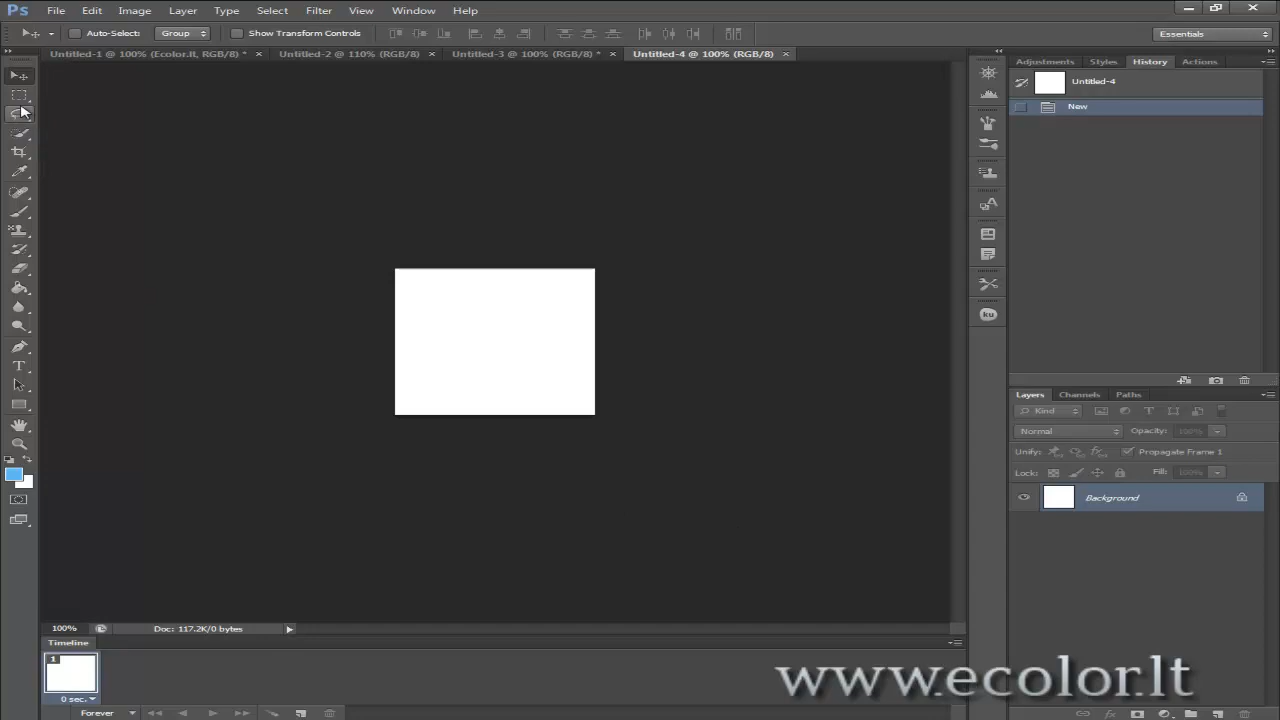 Ps File Edit Image Layer Type Select Filter View Window Help
Auto-Select: Group Show Transform Controls Essentials
Untitled-1 @ 100% (Ecolor.lt, RGB/8) * × Untitled-2 @ 110% (RGB/8) × Untitled-3 @ 100% (RGB/8) * × Untitled-4 @ 100% (RGB/8) ×
Adjustments Styles History Actions
Untitled-4
New
Layers Channels Paths
Kind
Normal Opacity: 100%
Unify: Propagate Frame 1
Lock: Fill: 100%
Background
ku
T
100% Doc: 117.2K/0 bytes
Timeline
1
0 sec.
Forever
www.ecolor.lt